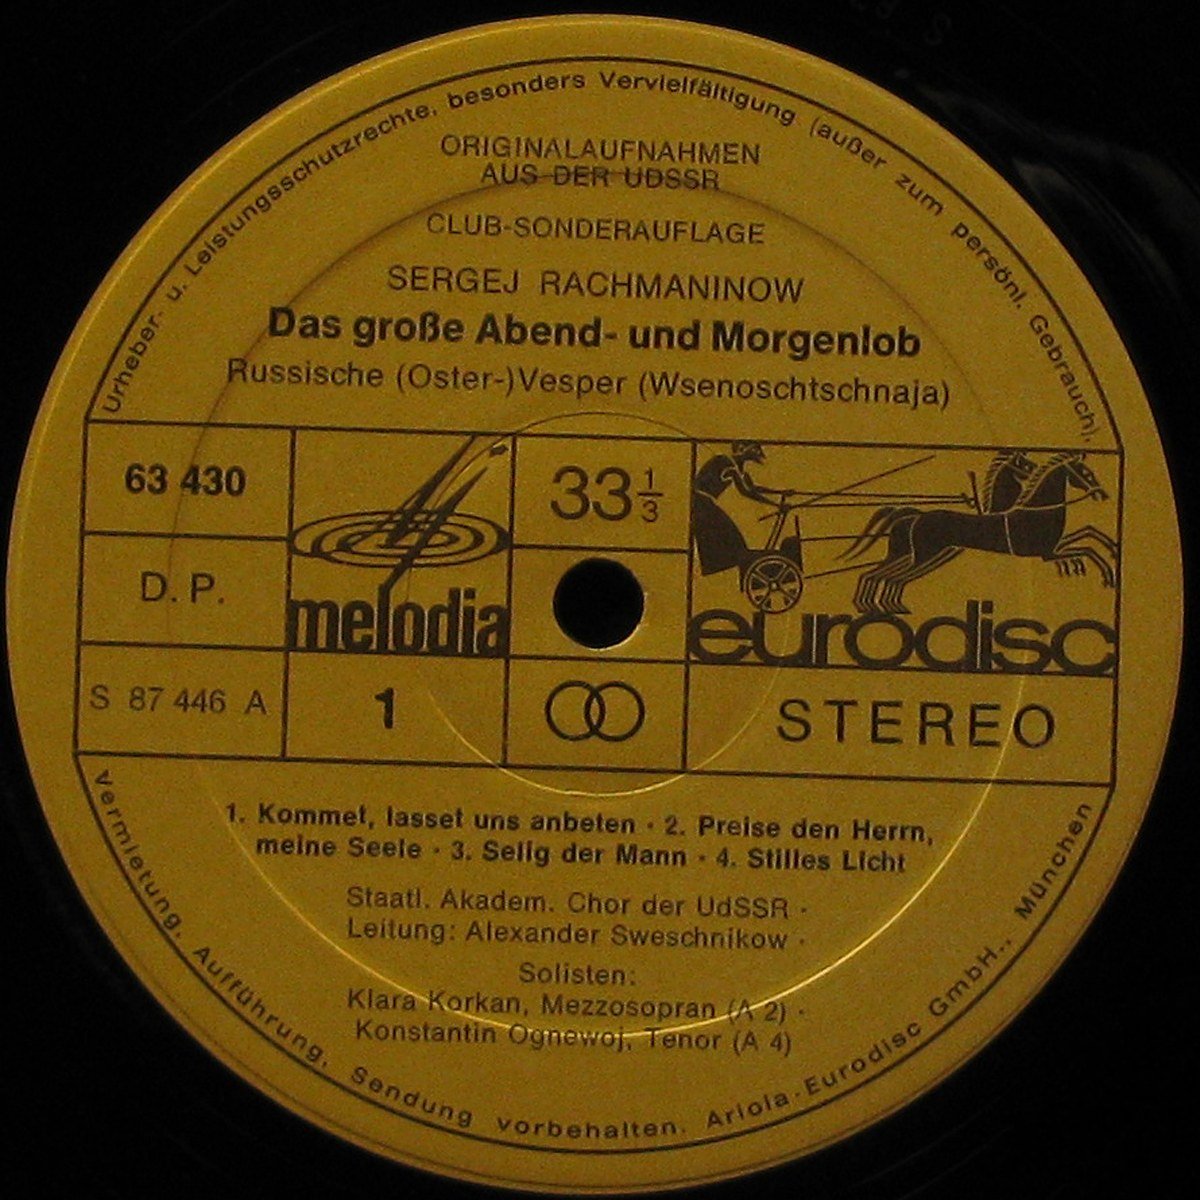 Urheber- u. Leistungsschutzrechte, besonders Vervielfältigung (außer zum persönl. Gebrauch),
ORIGINALAUFNAHMEN
AUS DER UDSSR
CLUB-SONDERAUFLAGE
SERGEJ RACHMANINOW
Das große Abend- und Morgenlob
Russische (Oster-)Vesper (Wsenoschtschnaja)
63 430
D. P.
S 87 446 A
melodia
1
33 1/3
eurodisc
STEREO
1. Kommet, lasset uns anbeten · 2. Preise den Herrn,
meine Seele · 3. Selig der Mann · 4. Stilles Licht
Staatl. Akadem. Chor der UdSSR ·
Leitung: Alexander Sweschnikow ·
Solisten:
Klara Korkan, Mezzosopran (A 2) ·
Konstantin Ognewoj, Tenor (A 4)
Vermietung, Aufführung, Sendung vorbehalten. Ariola-Eurodisc GmbH., München